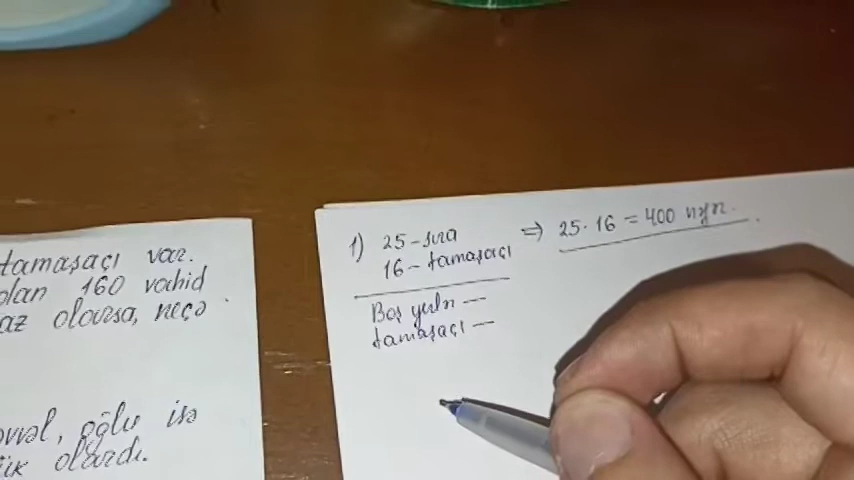 tamaşaçı var.
olan 160 vahid
az olarsa, neçə
əvvəl, oğlu isə
olardı.
1) 25 - sıra
16 - tamaşaçı
⇒ 25 · 16 = 400
Boş yerlər —
tamaşaçı —